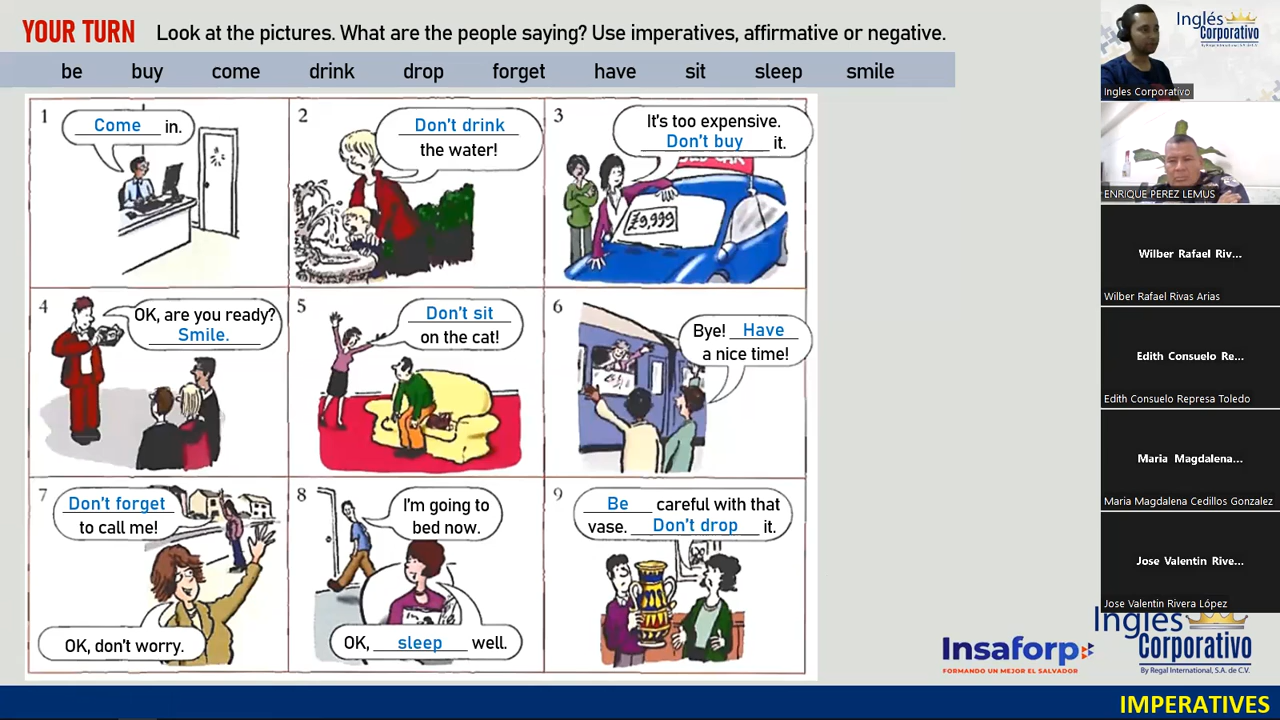 YOUR TURN Look at the pictures. What are the people saying? Use imperatives, affirmative or negative.
be buy come drink drop forget have sit sleep smile
1
Come in.
2
Don't drink
the water!
3
It's too expensive.
Don't buy it.
4
OK, are you ready?
Smile.
5
Don't sit
on the cat!
6
Bye! Have
a nice time!
7
Don't forget
to call me!
OK, don't worry.
8
I'm going to
bed now.
OK, sleep well.
9
Be careful with that
vase. Don't drop it.
Inglés
Corporativo
By Regal International, S.A. de C.V.
Ingles Corporativo
ENRIQUE PEREZ LEMUS
Wilber Rafael Riv...
Wilber Rafael Rivas Arias
Edith Consuelo Re...
Edith Consuelo Represa Toledo
Maria Magdalena...
Maria Magdalena Cedillos Gonzalez
Jose Valentin Rive...
Jose Valentin Rivera López
Insaforp
FORMANDO UN MEJOR EL SALVADOR
Inglés
Corporativo
By Regal International, S.A. de C.V.
IMPERATIVES